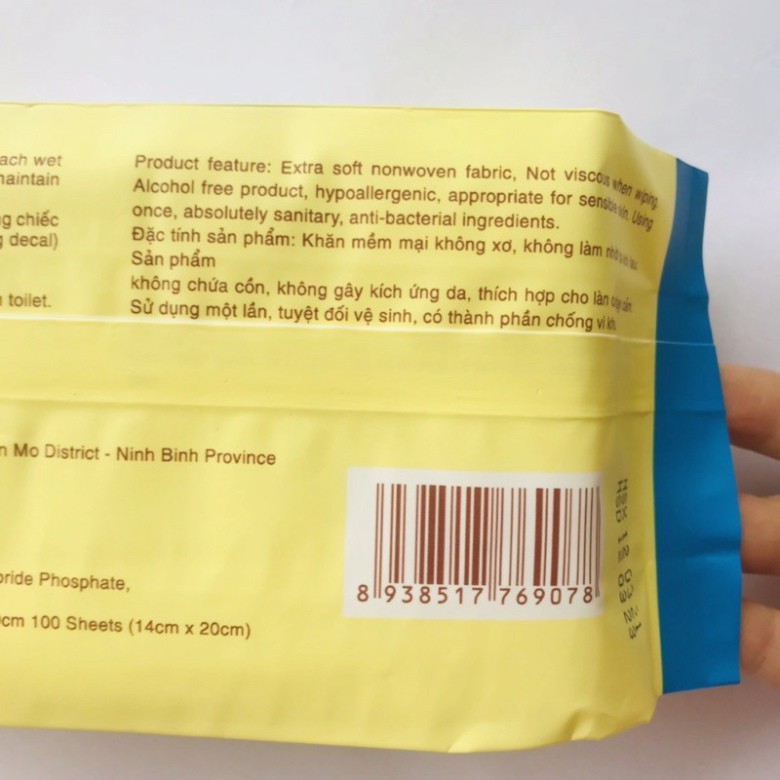 ach wet
maintain
g chiếc
g decal)
toilet.
Product feature: Extra soft nonwoven fabric, Not viscous when wiping
Alcohol free product, hypoallergenic, appropriate for sensible skin. Using
once, absolutely sanitary, anti-bacterial ingredients.
Đặc tính sản phẩm: Khăn mềm mại không xơ, không làm
Sản phẩm
không chứa cồn, không gây kích ứng da, thích hợp cho làn
Sử dụng một lần, tuyệt đối vệ sinh, có thành phần chống vi
n Mo District - Ninh Binh Province
oride Phosphate,
cm 100 Sheets (14cm x 20cm)
8 938517 769078
NSX
HSD